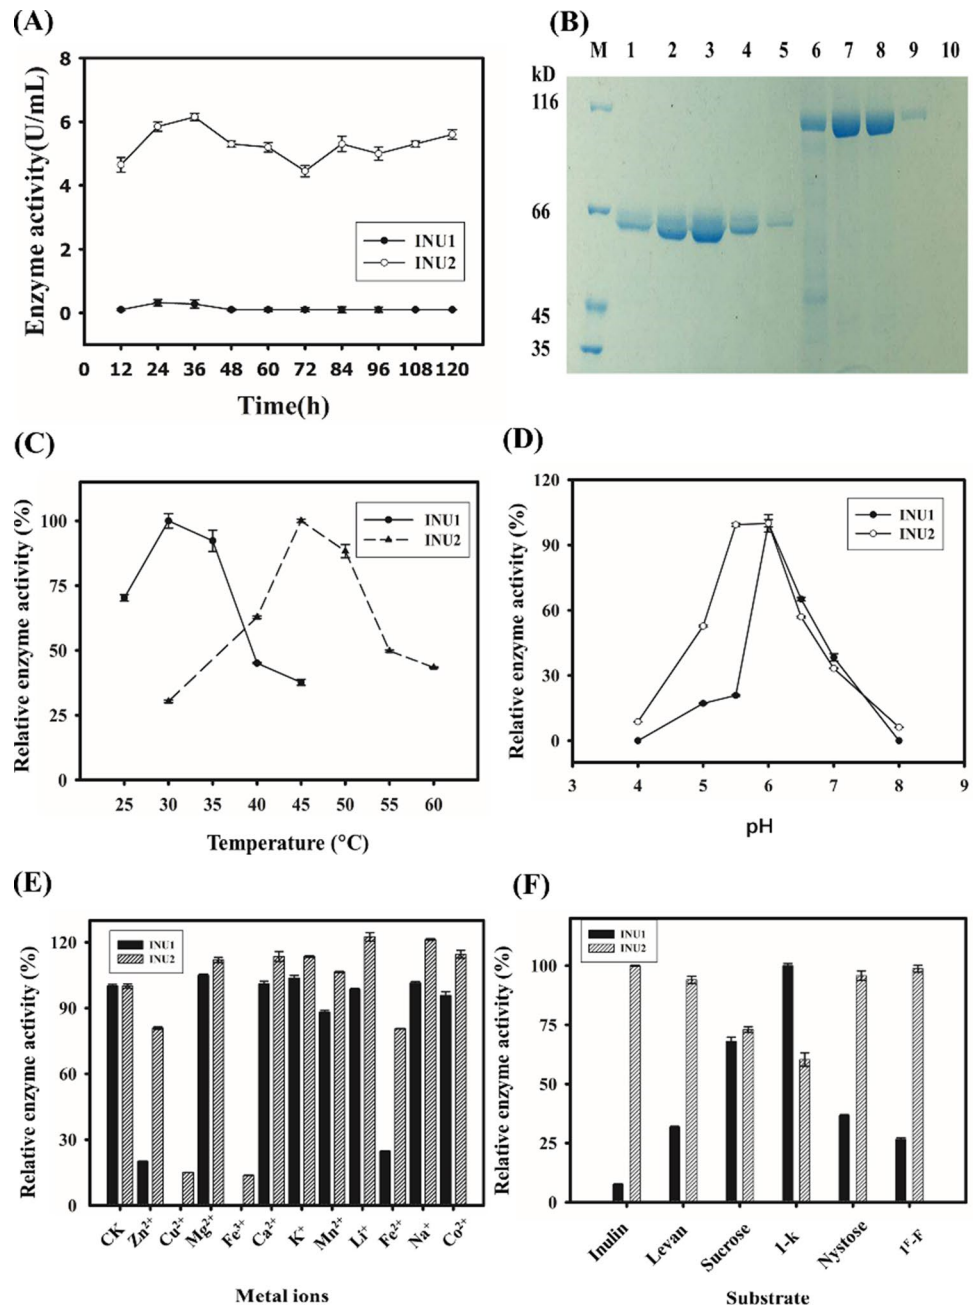 (A)
Enzyme activity(U/mL)
8
6
4
2
0
INU1
INU2
0 12 24 36 48 60 72 84 96 108 120
Time(h)
(B)
M 1 2 3 4 5 6 7 8 9 10
kD
116
66
45
35
(C)
Relative enzyme activity (%)
100
75
50
25
0
INU1
INU2
25 30 35 40 45 50 55 60
Temperature (°C)
(D)
Relative enzyme activity (%)
120
90
60
30
0
INU1
INU2
3 4 5 6 7 8 9
pH
(E)
Relative enzyme activity (%)
120
90
60
30
0
INU1
INU2
CK Zn²⁺ Cu²⁺ Mg²⁺ Fe³⁺ Ca²⁺ K⁺ Mn²⁺ Li⁺ Fe²⁺ Na⁺ Co²⁺
Metal ions
(F)
Relative enzyme activity (%)
100
75
50
25
0
INU1
INU2
Inulin Levan Sucrose 1-k Nystose 1ᶠ-F
Substrate